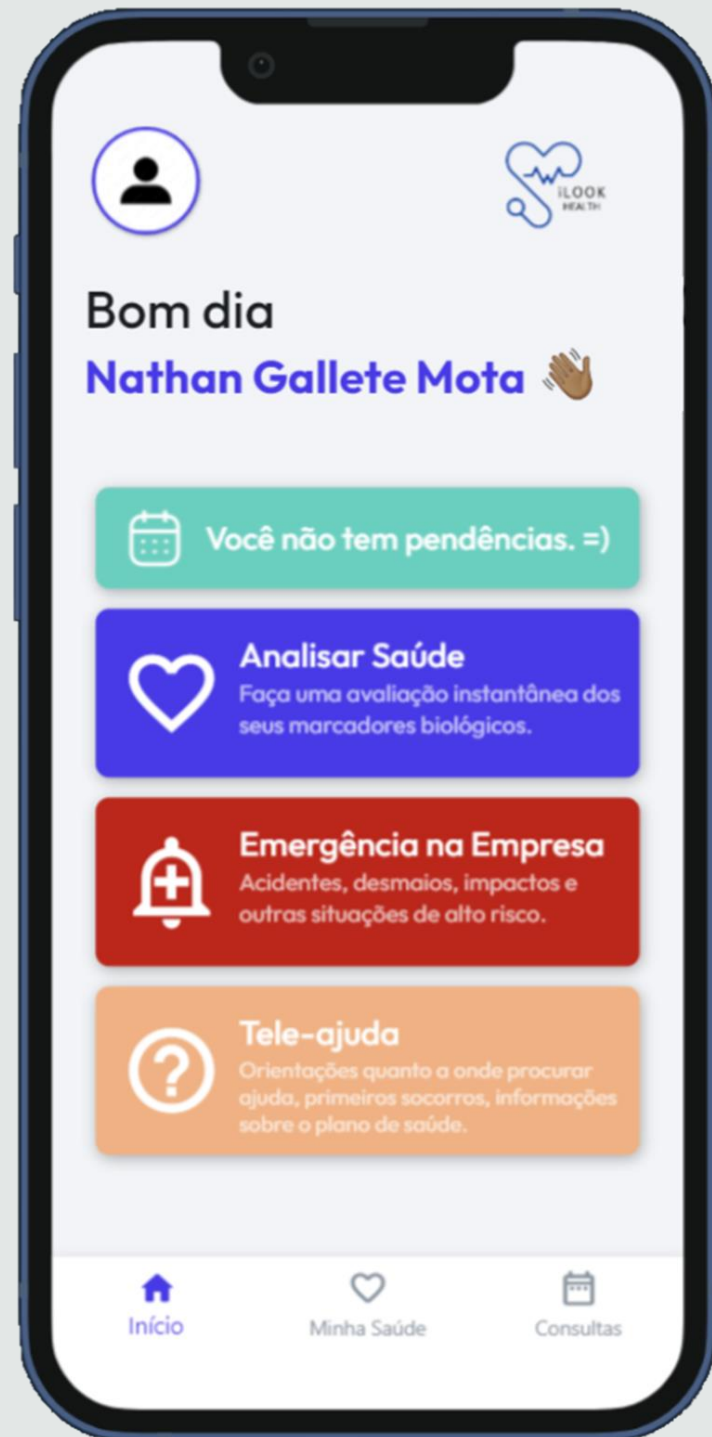 iLOOK
HEALTH
Bom dia
Nathan Gallete Mota
Você não tem pendências. =)
Analisar Saúde
Faça uma avaliação instantânea dos
seus marcadores biológicos.
Emergência na Empresa
Acidentes, desmaios, impactos e
outras situações de alto risco.
Tele-ajuda
Orientações quanto a onde procurar
ajuda, primeiros socorros, informações
sobre o plano de saúde.
Início
Minha Saúde
Consultas